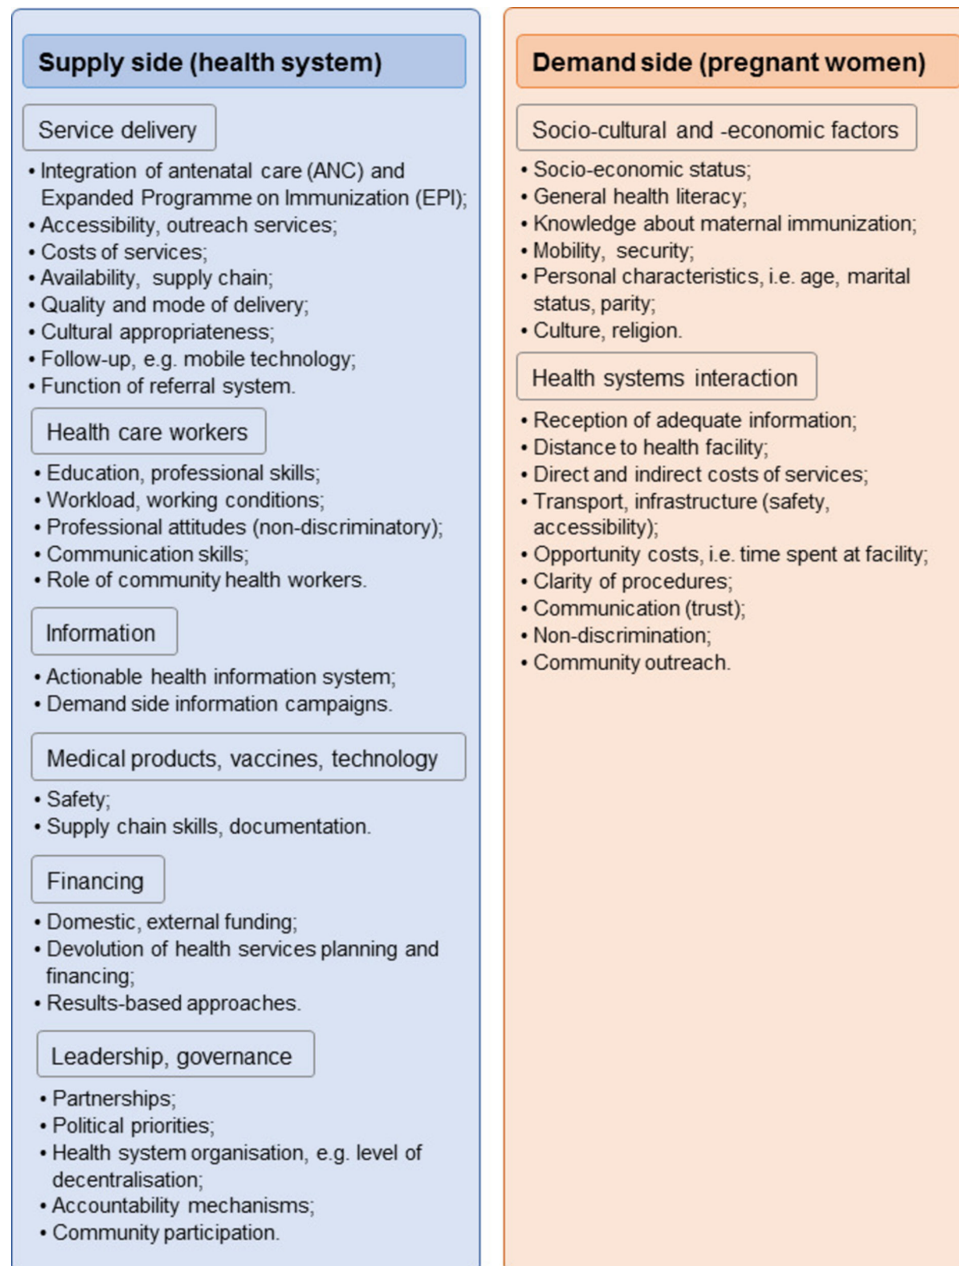 Supply side (health system)
Service delivery
• Integration of antenatal care (ANC) and
Expanded Programme on Immunization (EPI);
• Accessibility, outreach services;
• Costs of services;
• Availability, supply chain;
• Quality and mode of delivery;
• Cultural appropriateness;
• Follow-up, e.g. mobile technology;
• Function of referral system.
Health care workers
• Education, professional skills;
• Workload, working conditions;
• Professional attitudes (non-discriminatory);
• Communication skills;
• Role of community health workers.
Information
• Actionable health information system;
• Demand side information campaigns.
Medical products, vaccines, technology
• Safety;
• Supply chain skills, documentation.
Financing
• Domestic, external funding;
• Devolution of health services planning and
financing;
• Results-based approaches.
Leadership, governance
• Partnerships;
• Political priorities;
• Health system organisation, e.g. level of
decentralisation;
• Accountability mechanisms;
• Community participation.
Demand side (pregnant women)
Socio-cultural and -economic factors
• Socio-economic status;
• General health literacy;
• Knowledge about maternal immunization;
• Mobility, security;
• Personal characteristics, i.e. age, marital
status, parity;
• Culture, religion.
Health systems interaction
• Reception of adequate information;
• Distance to health facility;
• Direct and indirect costs of services;
• Transport, infrastructure (safety,
accessibility);
• Opportunity costs, i.e. time spent at facility;
• Clarity of procedures;
• Communication (trust);
• Non-discrimination;
• Community outreach.